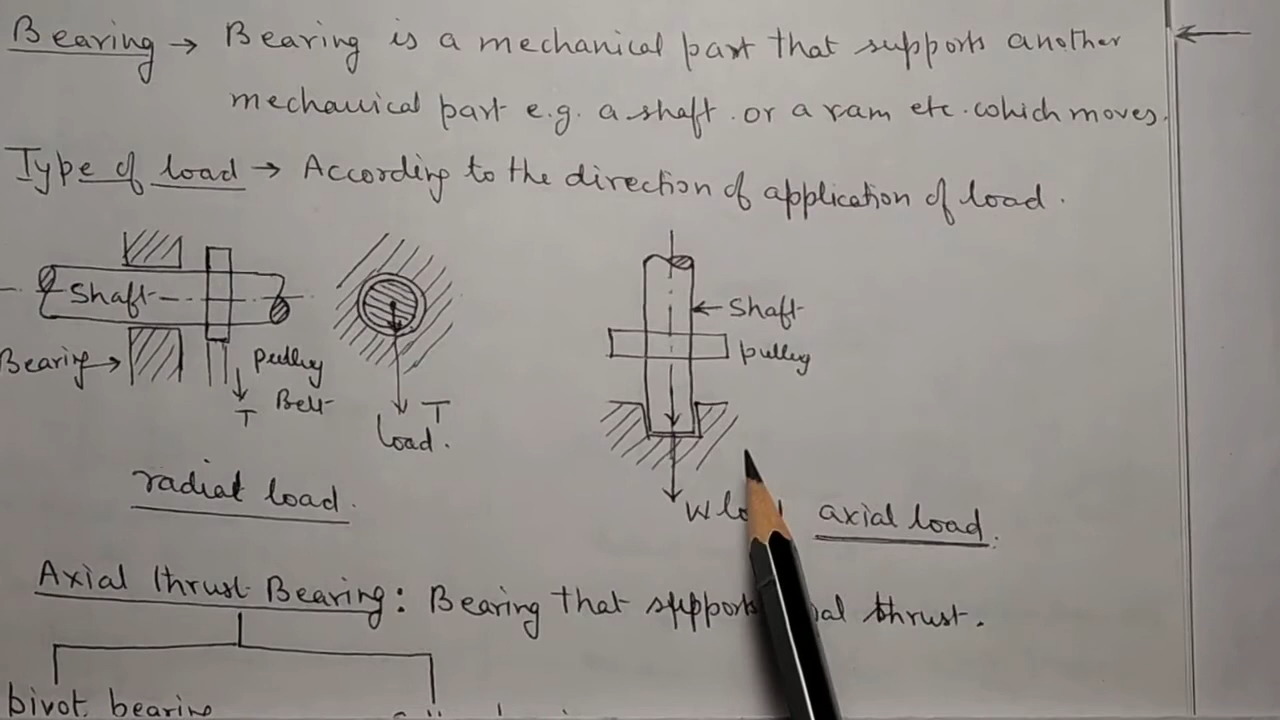 Bearing → Bearing is a mechanical part that supports another
mechanical part e.g. a shaft or a ram etc. which moves.
Type of load → According to the direction of application of load.
Shaft
Bearing →
pulley
T
Belt
T
load.
radial load.
← Shaft
pulley
W
axial load.
Axial thrust Bearing: Bearing that supports thrust.
pivot bearing